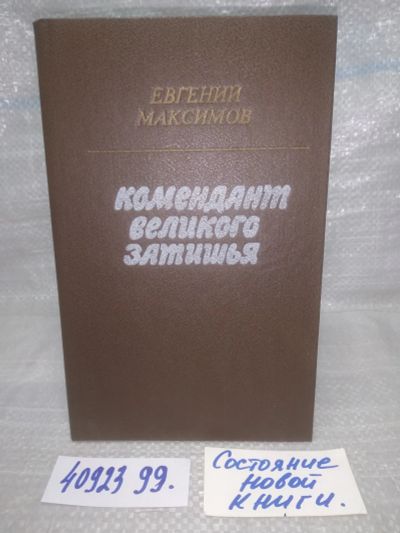 ЕВГЕНИЙ
МАКСИМОВ
комендант
великого
затишья
40923 99.
Состояние
новой
книги.